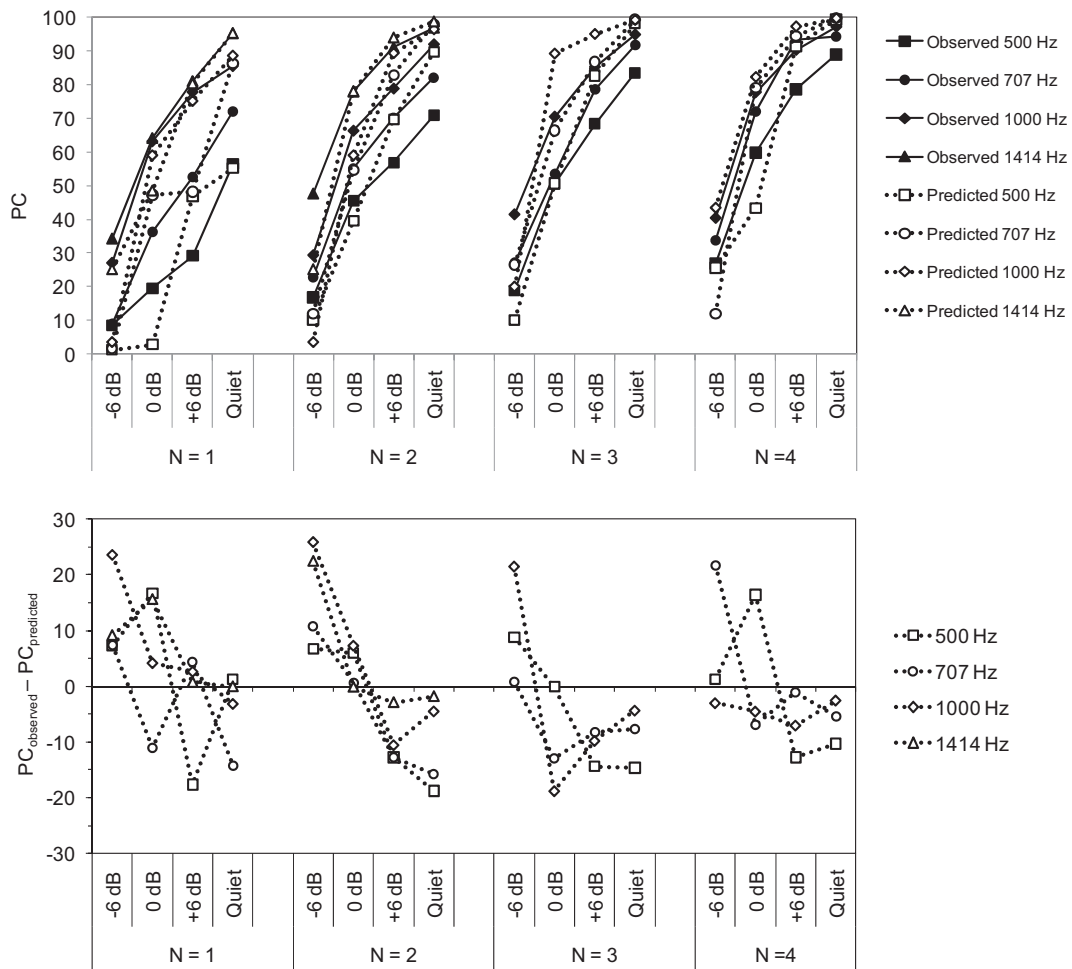 PC
100
90
80
70
60
50
40
30
20
10
0
-6 dB
0 dB
+6 dB
Quiet
-6 dB
0 dB
+6 dB
Quiet
-6 dB
0 dB
+6 dB
Quiet
-6 dB
0 dB
+6 dB
Quiet
N = 1
N = 2
N = 3
N =4
Observed 500 Hz
Observed 707 Hz
Observed 1000 Hz
Observed 1414 Hz
Predicted 500 Hz
Predicted 707 Hz
Predicted 1000 Hz
Predicted 1414 Hz
PCobserved – PCpredicted
30
20
10
0
-10
-20
-30
-6 dB
0 dB
+6 dB
Quiet
-6 dB
0 dB
+6 dB
Quiet
-6 dB
0 dB
+6 dB
Quiet
-6 dB
0 dB
+6 dB
Quiet
N = 1
N = 2
N = 3
N =4
500 Hz
707 Hz
1000 Hz
1414 Hz